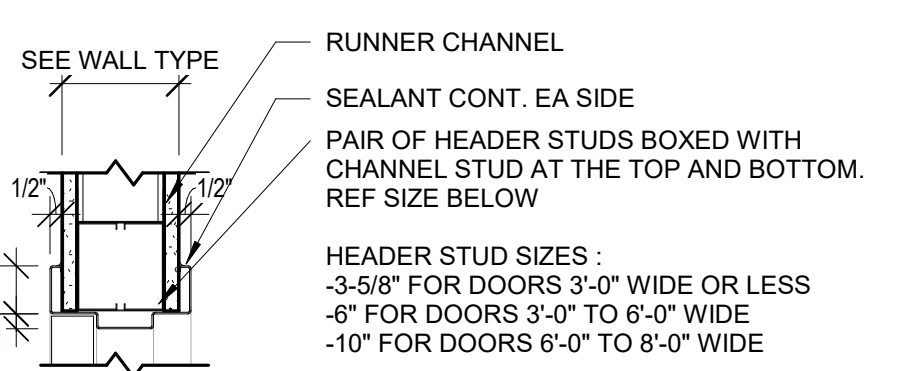 SEE WALL TYPE
RUNNER CHANNEL
SEALANT CONT. EA SIDE
PAIR OF HEADER STUDS BOXED WITH
CHANNEL STUD AT THE TOP AND BOTTOM.
REF SIZE BELOW
1/2"
1/2"
HEADER STUD SIZES :
-3-5/8" FOR DOORS 3'-0" WIDE OR LESS
-6" FOR DOORS 3'-0" TO 6'-0" WIDE
-10" FOR DOORS 6'-0" TO 8'-0" WIDE